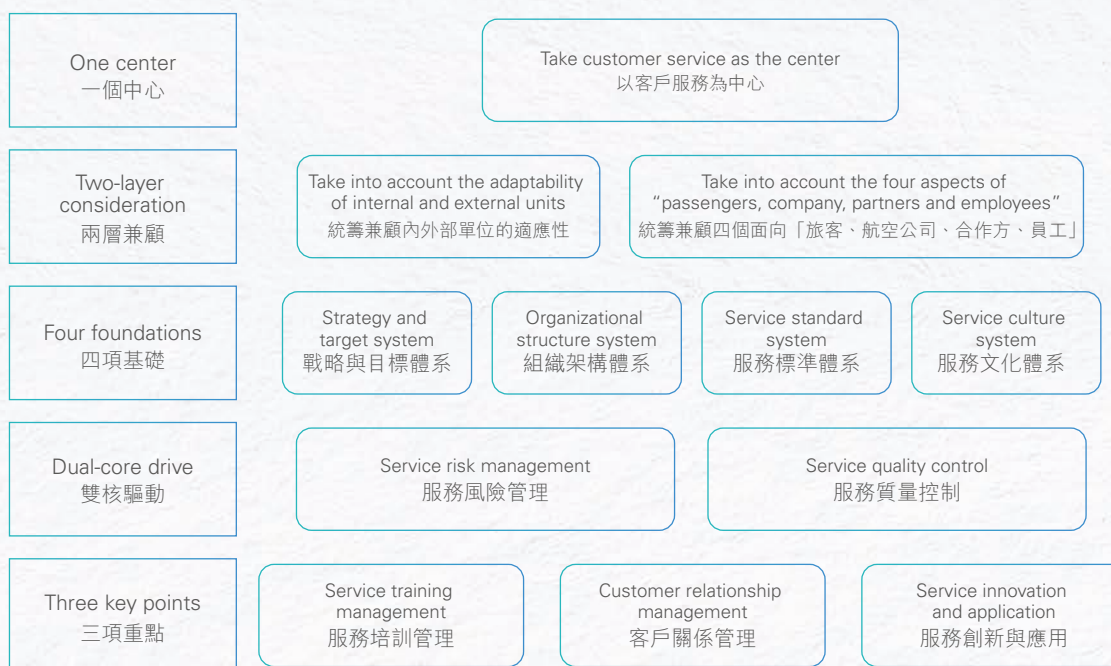 One center
一個中心
Take customer service as the center
以客戶服務為中心
Two-layer
consideration
兩層兼顧
Take into account the adaptability
of internal and external units
統籌兼顧內外部單位的適應性
Take into account the four aspects of
“passengers, company, partners and employees”
統籌兼顧四個面向「旅客、航空公司、合作方、員工」
Four foundations
四項基礎
Strategy and
target system
戰略與目標體系
Organizational
structure system
組織架構體系
Service standard
system
服務標準體系
Service culture
system
服務文化體系
Dual-core drive
雙核驅動
Service risk management
服務風險管理
Service quality control
服務質量控制
Three key points
三項重點
Service training
management
服務培訓管理
Customer relationship
management
客戶關係管理
Service innovation
and application
服務創新與應用